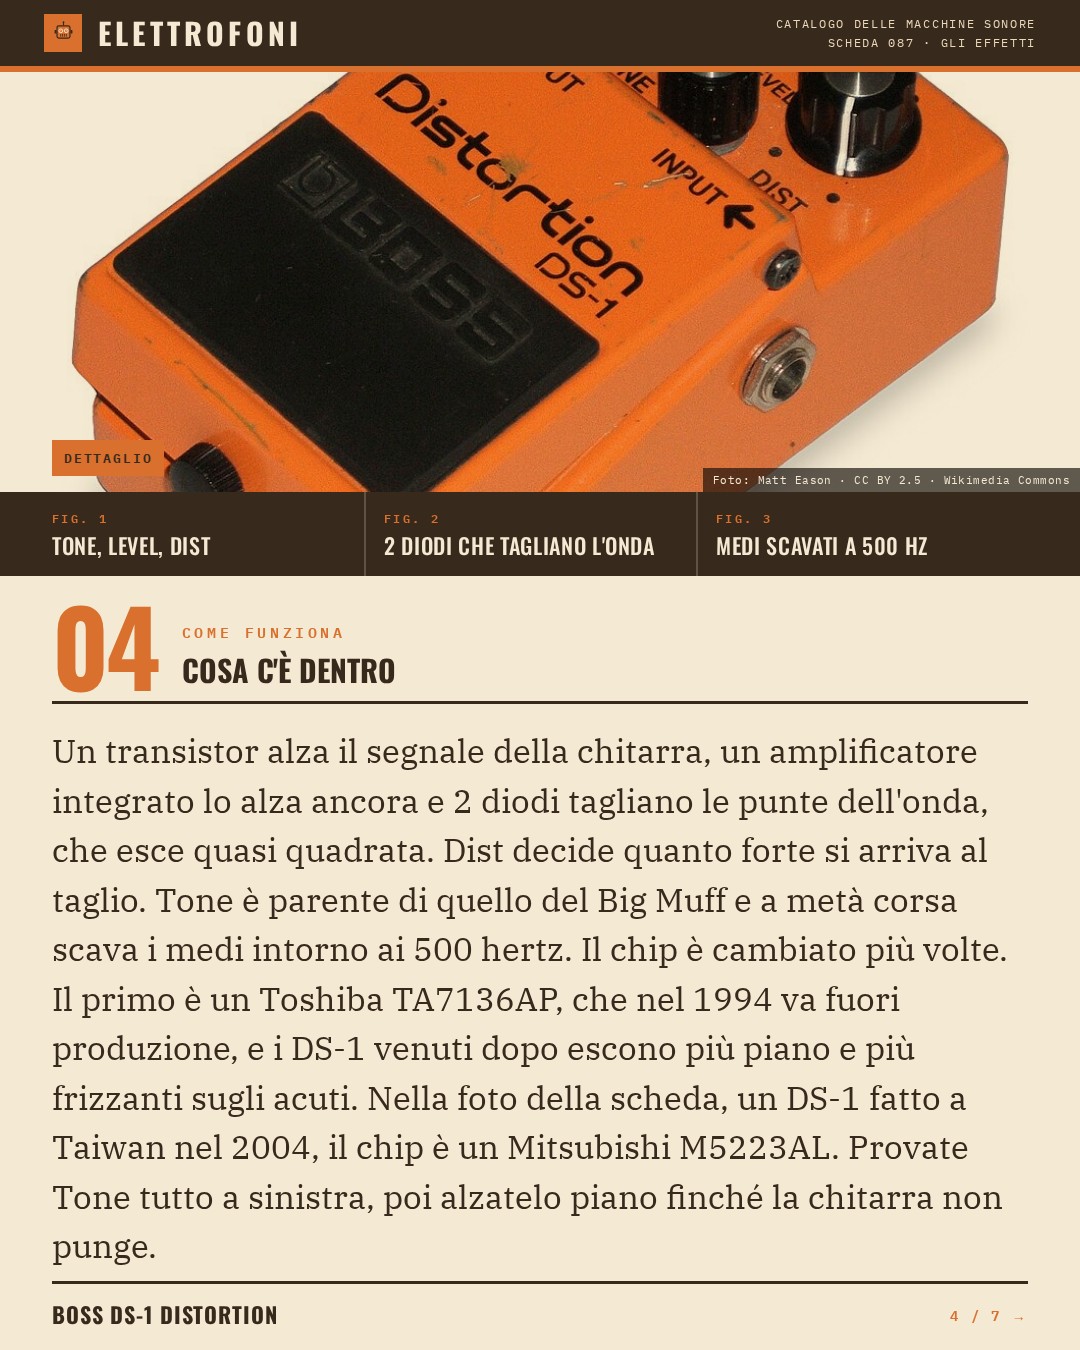 ELETTROFONI
CATALOGO DELLE MACCHINE SONORE
SCHEDA 087 · GLI EFFETTI
Distortion
DS-1
INPUT
DIST
BOSS
DETTAGLIO
Foto: Matt Eason · CC BY 2.5 · Wikimedia Commons
FIG. 1
TONE, LEVEL, DIST
FIG. 2
2 DIODI CHE TAGLIANO L'ONDA
FIG. 3
MEDI SCAVATI A 500 HZ
04
COME FUNZIONA
COSA C'È DENTRO
Un transistor alza il segnale della chitarra, un amplificatore
integrato lo alza ancora e 2 diodi tagliano le punte dell'onda,
che esce quasi quadrata. Dist decide quanto forte si arriva al
taglio. Tone è parente di quello del Big Muff e a metà corsa
scava i medi intorno ai 500 hertz. Il chip è cambiato più volte.
Il primo è un Toshiba TA7136AP, che nel 1994 va fuori
produzione, e i DS-1 venuti dopo escono più piano e più
frizzanti sugli acuti. Nella foto della scheda, un DS-1 fatto a
Taiwan nel 2004, il chip è un Mitsubishi M5223AL. Provate
Tone tutto a sinistra, poi alzatelo piano finché la chitarra non
punge.
BOSS DS-1 DISTORTION
4 / 7 →